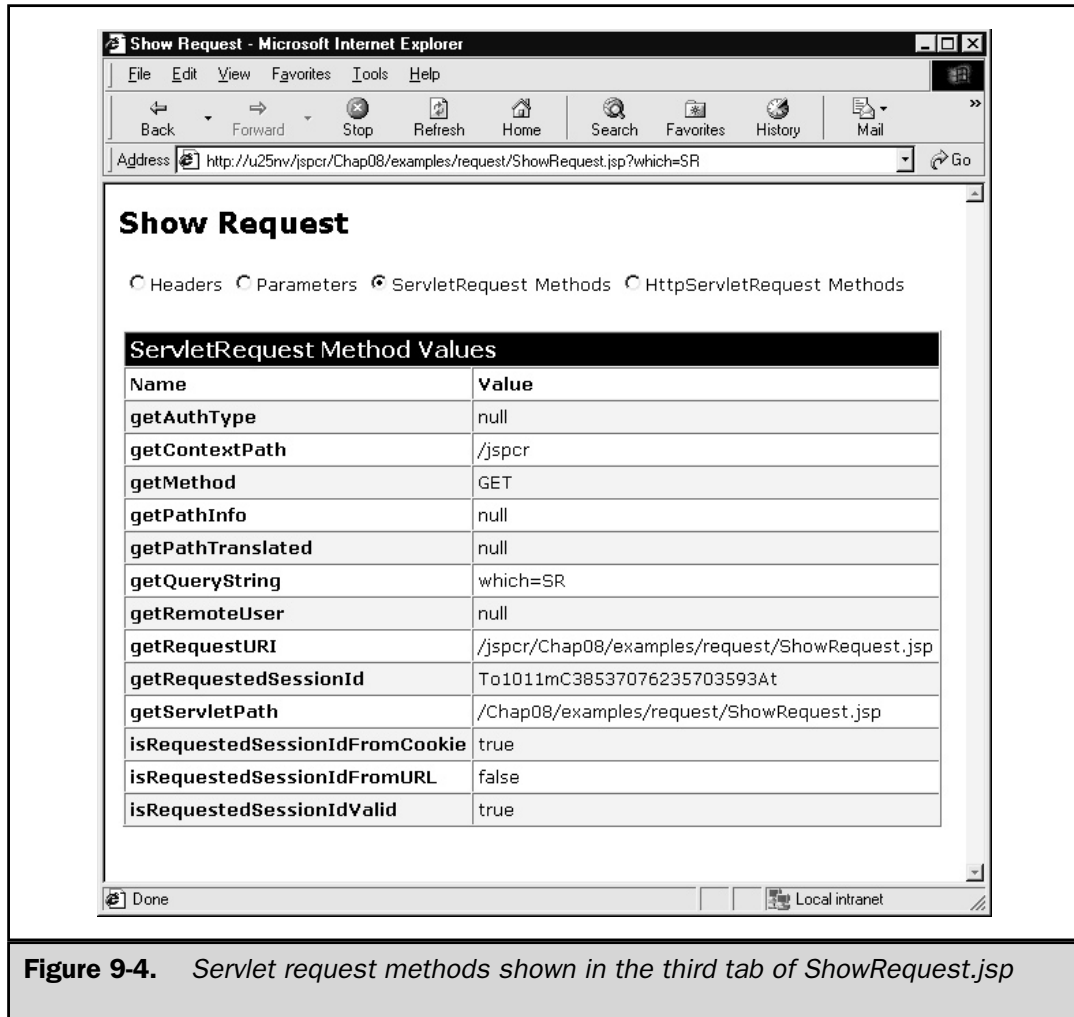 Show Request - Microsoft Internet Explorer
File Edit View Favorites Tools Help
Back Forward Stop Refresh Home Search Favorites History Mail »
Address http://u25nv/jspcr/Chap08/examples/request/ShowRequest.jsp?which=SR Go
Show Request
Headers Parameters ServletRequest Methods HttpServletRequest Methods
ServletRequest Method Values
Name Value
getAuthType null
getContextPath /jspcr
getMethod GET
getPathInfo null
getPathTranslated null
getQueryString which=SR
getRemoteUser null
getRequestURI /jspcr/Chap08/examples/request/ShowRequest.jsp
getRequestedSessionId To1011mC38537076235703593At
getServletPath /Chap08/examples/request/ShowRequest.jsp
isRequestedSessionIdFromCookie true
isRequestedSessionIdFromURL false
isRequestedSessionIdValid true
Done Local intranet
Figure 9-4. Servlet request methods shown in the third tab of ShowRequest.jsp